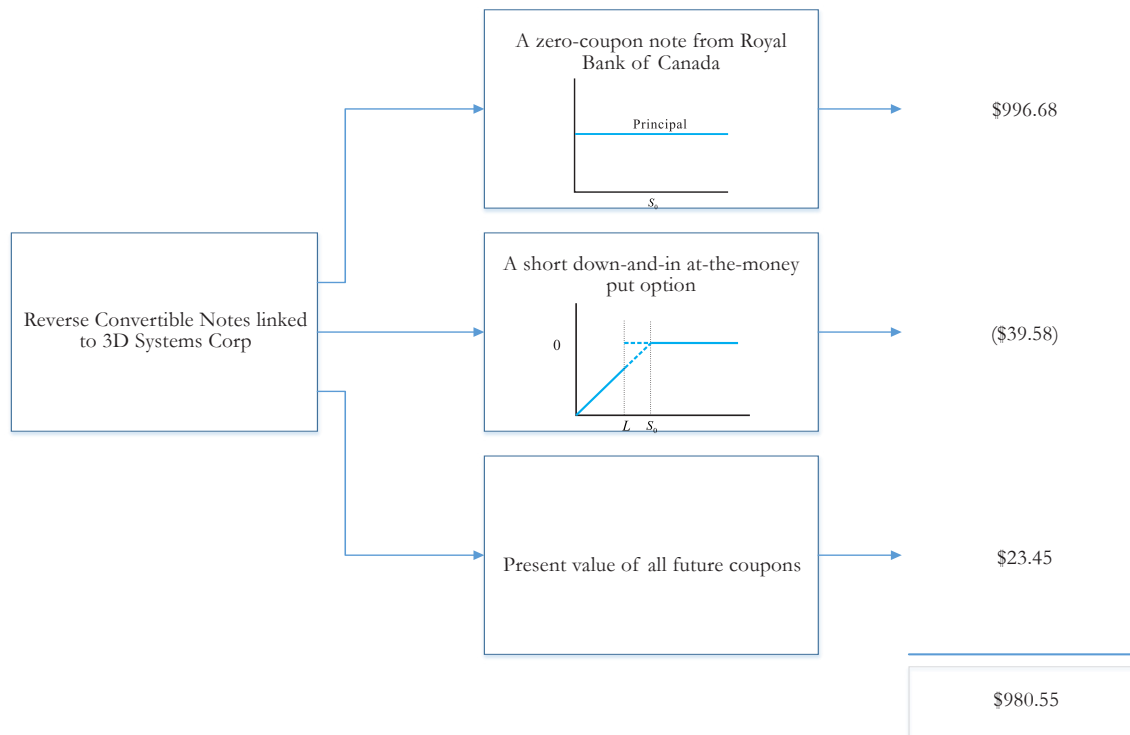 A zero-coupon note from Royal
Bank of Canada
Principal
S₀
$996.68
Reverse Convertible Notes linked
to 3D Systems Corp
A short down-and-in at-the-money
put option
0
L S₀
($39.58)
Present value of all future coupons
$23.45
$980.55